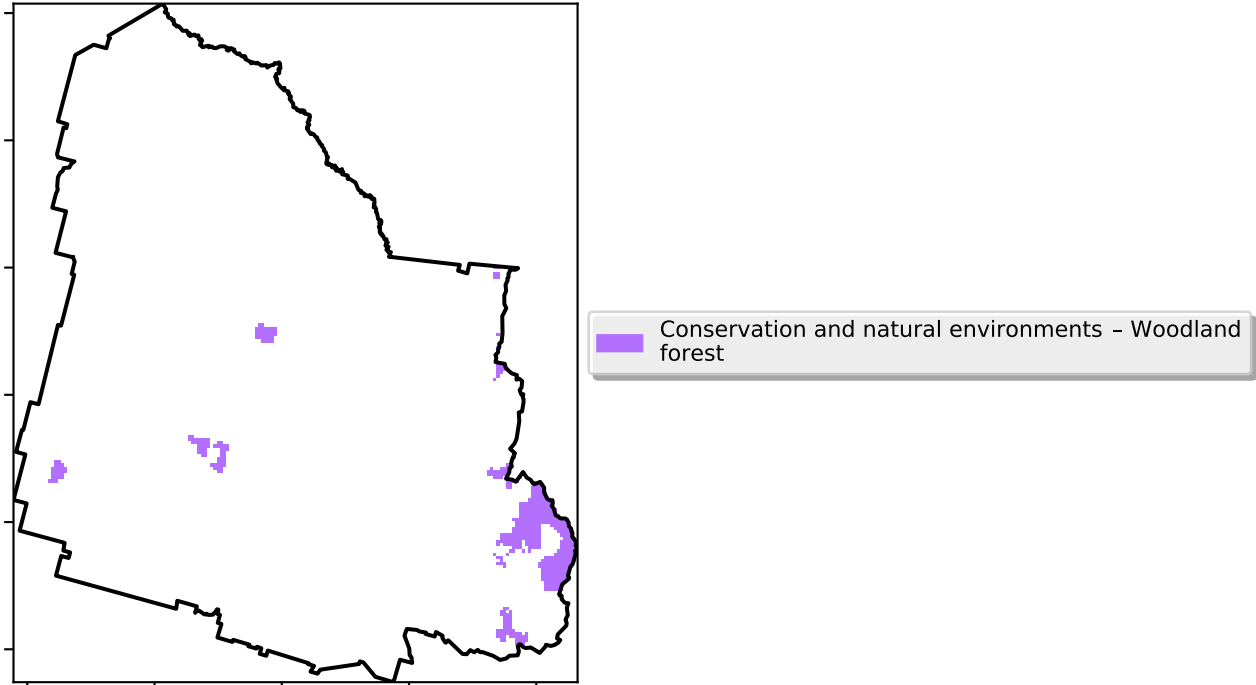 Conservation and natural environments – Woodland
forest